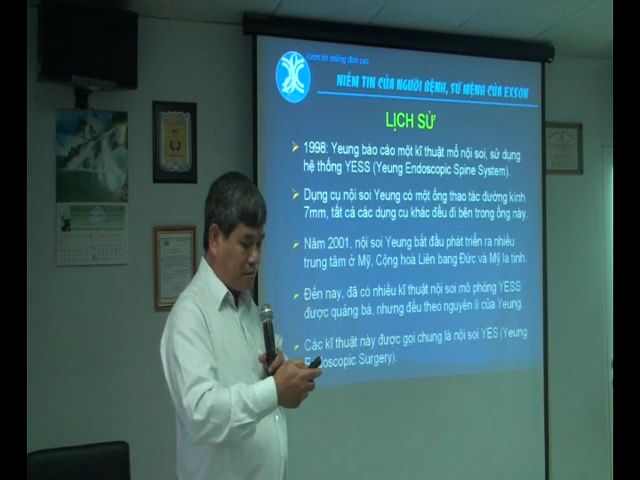 Vươn tới những đỉnh cao
NIỀM TIN CỦA NGƯỜI BỆNH, SỨ MỆNH CỦA EXSON
LỊCH SỬ
1998: Yeung báo cáo một kĩ thuật mổ nội soi, sử dụng
hệ thống YESS (Yeung Endoscopic Spine System).
Dụng cụ nội soi Yeung có một ống thao tác đường kính
7mm, tất cả các dụng cụ khác đều đi bên trong ống này.
Năm 2001, nội soi Yeung bắt đầu phát triển ra nhiều
trung tâm ở Mỹ, Cộng hoà Liên bang Đức và Mỹ la tinh.
Đến nay, đã có nhiều kĩ thuật nội soi mô phỏng YESS
được quảng bá, nhưng đều theo nguyên lí của Yeung.
Các kĩ thuật này được gọi chung là nội soi YES (Yeung
Endoscopic Surgery).